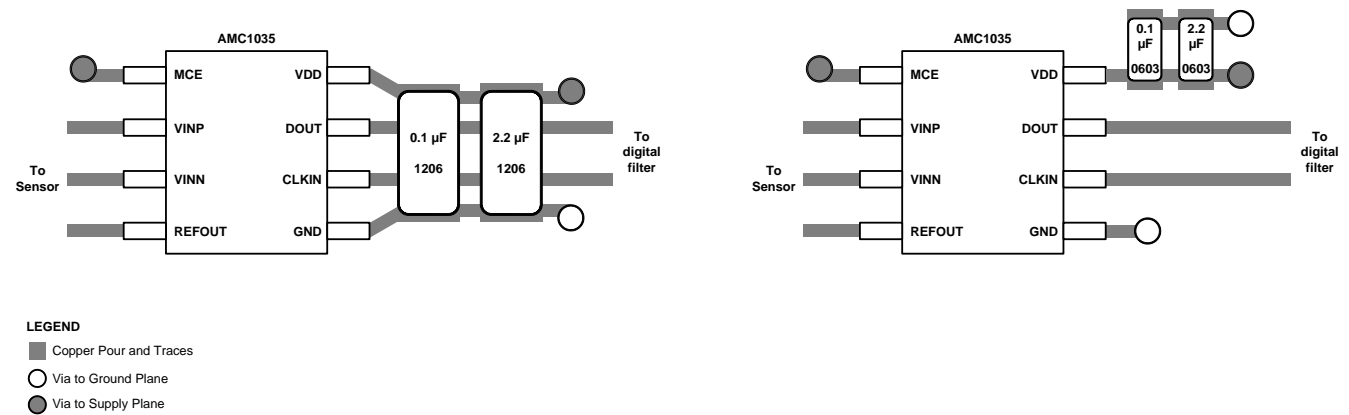 AMC1035
MCE
VDD
VINP
DOUT
VINN
CLKIN
REFOUT
GND
To
Sensor
0.1 µF
1206
2.2 µF
1206
To
digital
filter
AMC1035
MCE
VDD
VINP
DOUT
VINN
CLKIN
REFOUT
GND
To
Sensor
0.1
µF
0603
2.2
µF
0603
To
digital
filter
LEGEND
Copper Pour and Traces
Via to Ground Plane
Via to Supply Plane